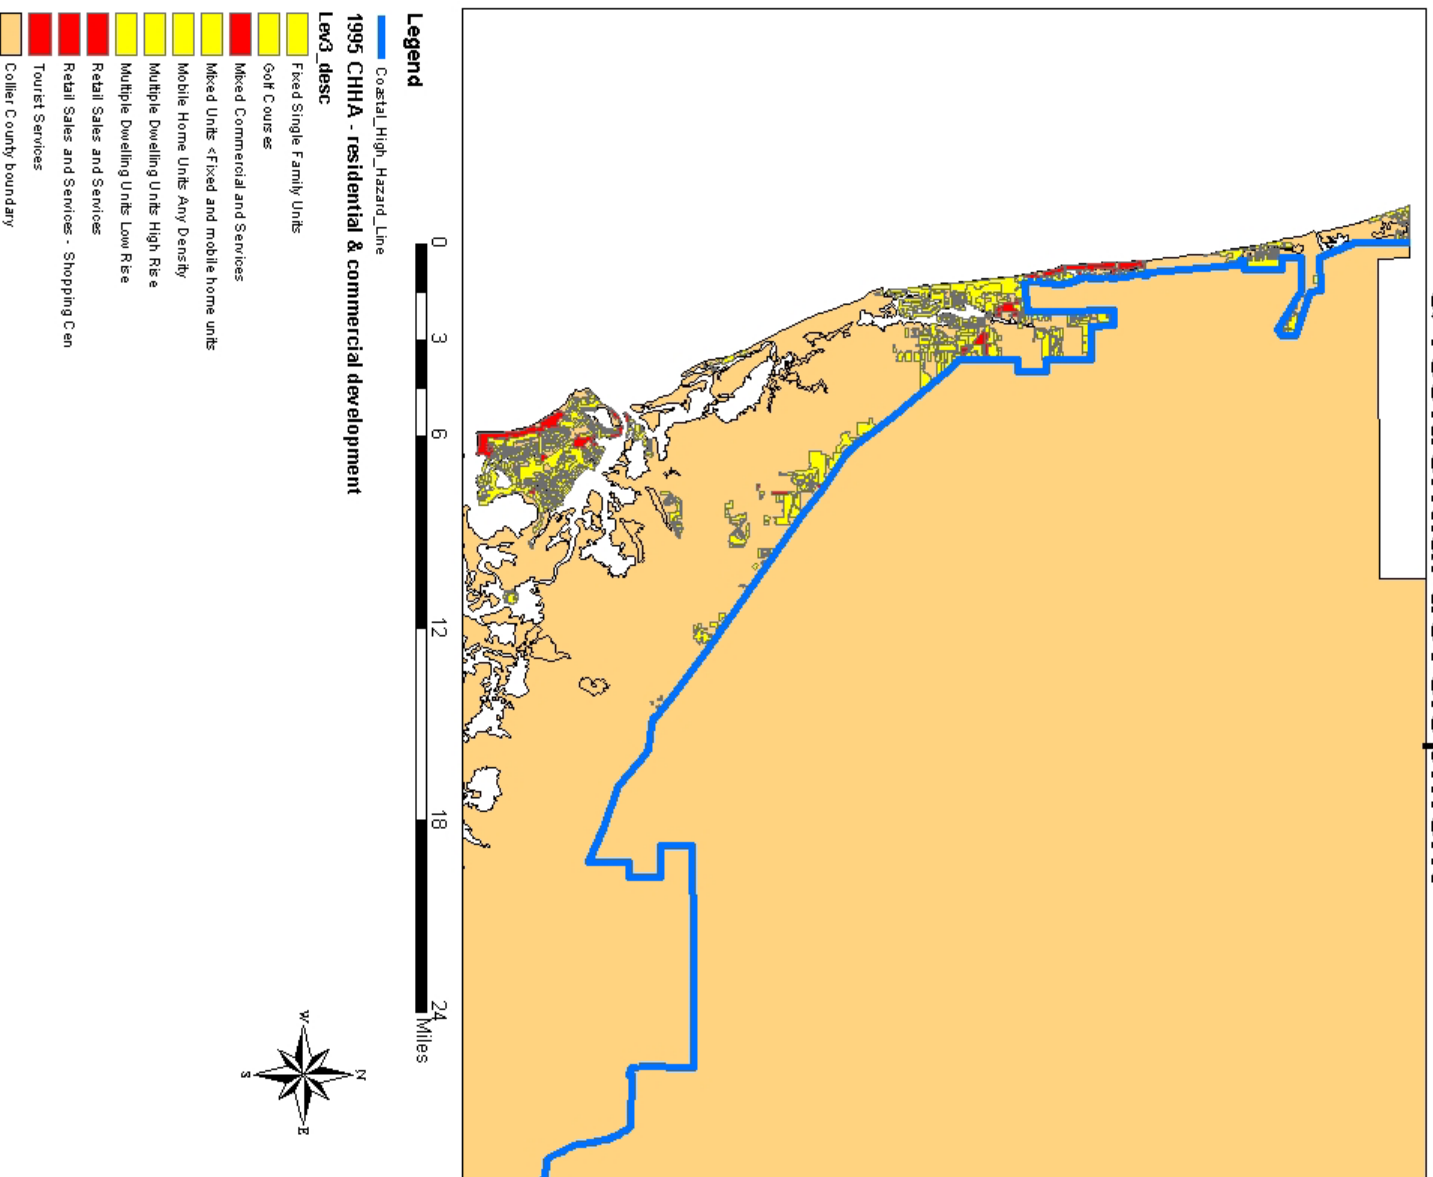 Legend
Coastal_High_Hazard_Line
1995 CHHA - residential & commercial development
Lev3_desc
Fixed Single Family Units
Golf Courses
Mixed Commercial and Services
Mixed Units <Fixed and mobile home units
Mobile Home Units Any Density
Multiple Dwelling Units High Rise
Multiple Dwelling Units Low Rise
Retail Sales and Services
Retail Sales and Services - Shopping Cen
Tourist Services
Collier County boundary
0 3 6 12 18 24
Miles
N
W E
S